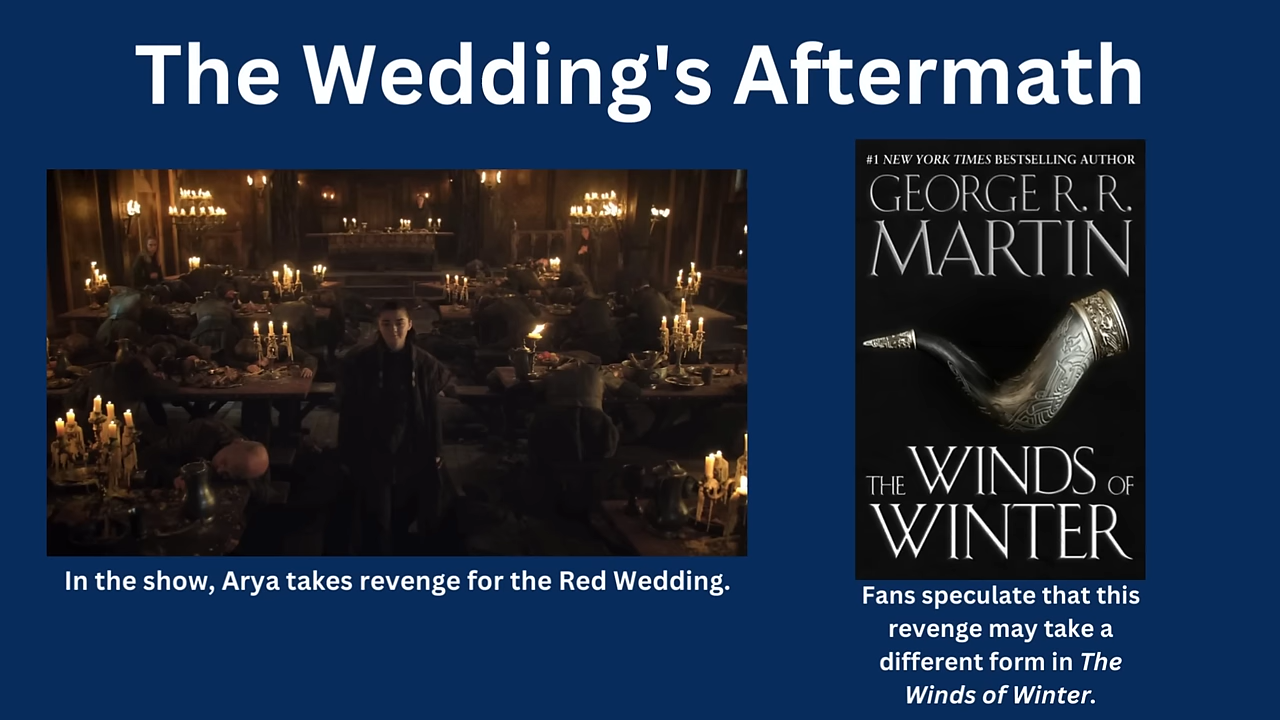 The Wedding's Aftermath
#1 NEW YORK TIMES BESTSELLING AUTHOR
GEORGE R. R.
MARTIN
THE WINDS OF
WINTER
In the show, Arya takes revenge for the Red Wedding.
Fans speculate that this
revenge may take a
different form in The
Winds of Winter.